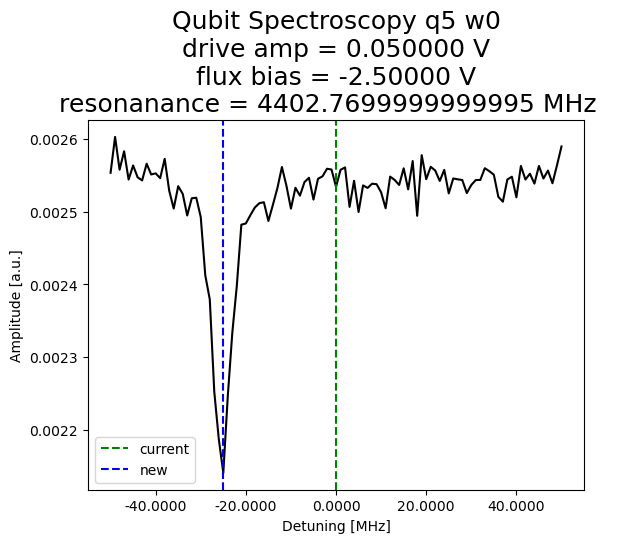 Qubit Spectroscopy q5 w0
drive amp = 0.050000 V
flux bias = -2.50000 V
resonanance = 4402.7699999999995 MHz
0.0026
0.0025
0.0024
0.0023
0.0022
Amplitude [a.u.]
current
new
-40.0000 -20.0000 0.0000 20.0000 40.0000
Detuning [MHz]